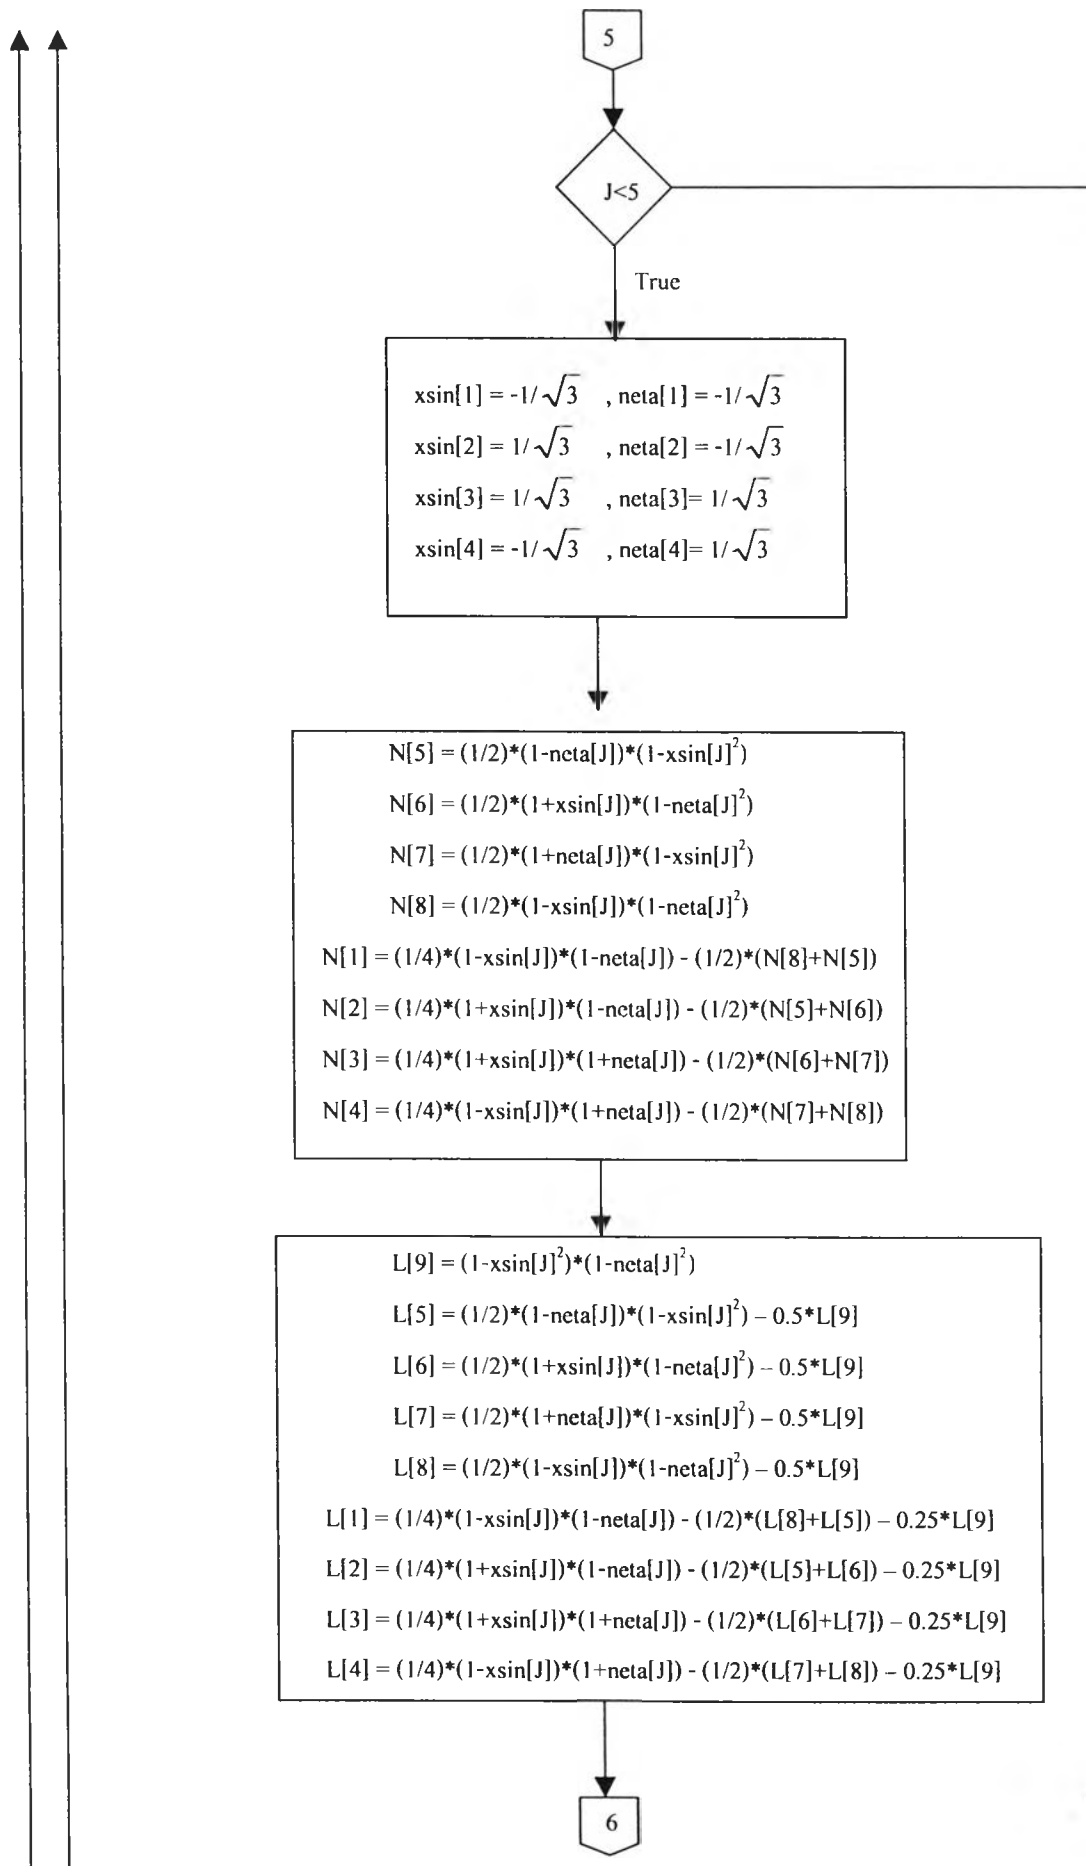 5
J<5
True
xsin[1] = -1/√3 , neta[1] = -1/√3
xsin[2] = 1/√3 , neta[2] = -1/√3
xsin[3] = 1/√3 , neta[3]= 1/√3
xsin[4] = -1/√3 , neta[4]= 1/√3
N[5] = (1/2)*(1-neta[J])*(1-xsin[J]²)
N[6] = (1/2)*(1+xsin[J])*(1-neta[J]²)
N[7] = (1/2)*(1+neta[J])*(1-xsin[J]²)
N[8] = (1/2)*(1-xsin[J])*(1-neta[J]²)
N[1] = (1/4)*(1-xsin[J])*(1-neta[J]) - (1/2)*(N[8]+N[5])
N[2] = (1/4)*(1+xsin[J])*(1-neta[J]) - (1/2)*(N[5]+N[6])
N[3] = (1/4)*(1+xsin[J])*(1+neta[J]) - (1/2)*(N[6]+N[7])
N[4] = (1/4)*(1-xsin[J])*(1+neta[J]) - (1/2)*(N[7]+N[8])
L[9] = (1-xsin[J]²)*(1-neta[J]²)
L[5] = (1/2)*(1-neta[J])*(1-xsin[J]²) – 0.5*L[9]
L[6] = (1/2)*(1+xsin[J])*(1-neta[J]²) – 0.5*L[9]
L[7] = (1/2)*(1+neta[J])*(1-xsin[J]²) – 0.5*L[9]
L[8] = (1/2)*(1-xsin[J])*(1-neta[J]²) – 0.5*L[9]
L[1] = (1/4)*(1-xsin[J])*(1-neta[J]) - (1/2)*(L[8]+L[5]) – 0.25*L[9]
L[2] = (1/4)*(1+xsin[J])*(1-neta[J]) - (1/2)*(L[5]+L[6]) – 0.25*L[9]
L[3] = (1/4)*(1+xsin[J])*(1+neta[J]) - (1/2)*(L[6]+L[7]) – 0.25*L[9]
L[4] = (1/4)*(1-xsin[J])*(1+neta[J]) - (1/2)*(L[7]+L[8]) – 0.25*L[9]
6